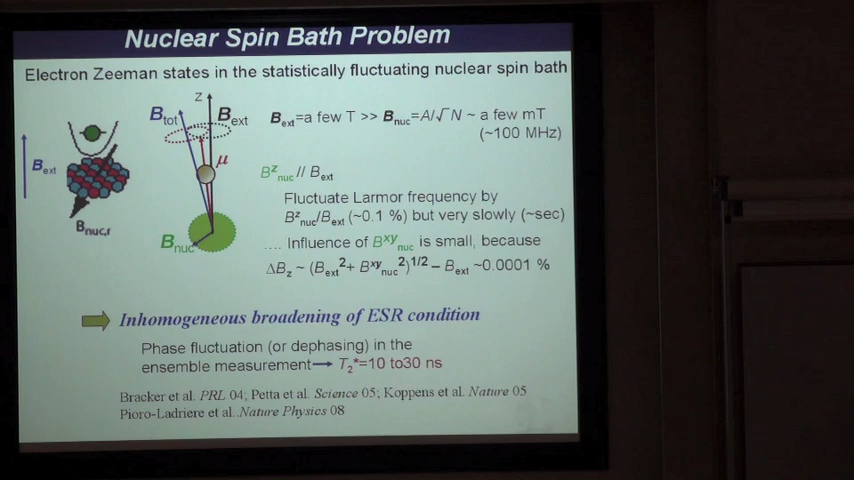 Nuclear Spin Bath Problem
Electron Zeeman states in the statistically fluctuating nuclear spin bath
Z
B_tot
B_ext
μ
B_ext
B_nuc,f
B_nuc
B_ext=a few T >> B_nuc=A/√N ~ a few mT
(~100 MHz)
B^z_nuc // B_ext
Fluctuate Larmor frequency by
B^z_nuc/B_ext (~0.1 %) but very slowly (~sec)
.... Influence of B^xy_nuc is small, because
ΔB_z ~ (B_ext^2+ B^xy_nuc^2)^1/2 – B_ext ~0.0001 %
Inhomogeneous broadening of ESR condition
Phase fluctuation (or dephasing) in the
ensemble measurement → T_2*=10 to30 ns
Bracker et al. PRL 04; Petta et al. Science 05; Koppens et al. Nature 05
Pioro-Ladriere et al..Nature Physics 08